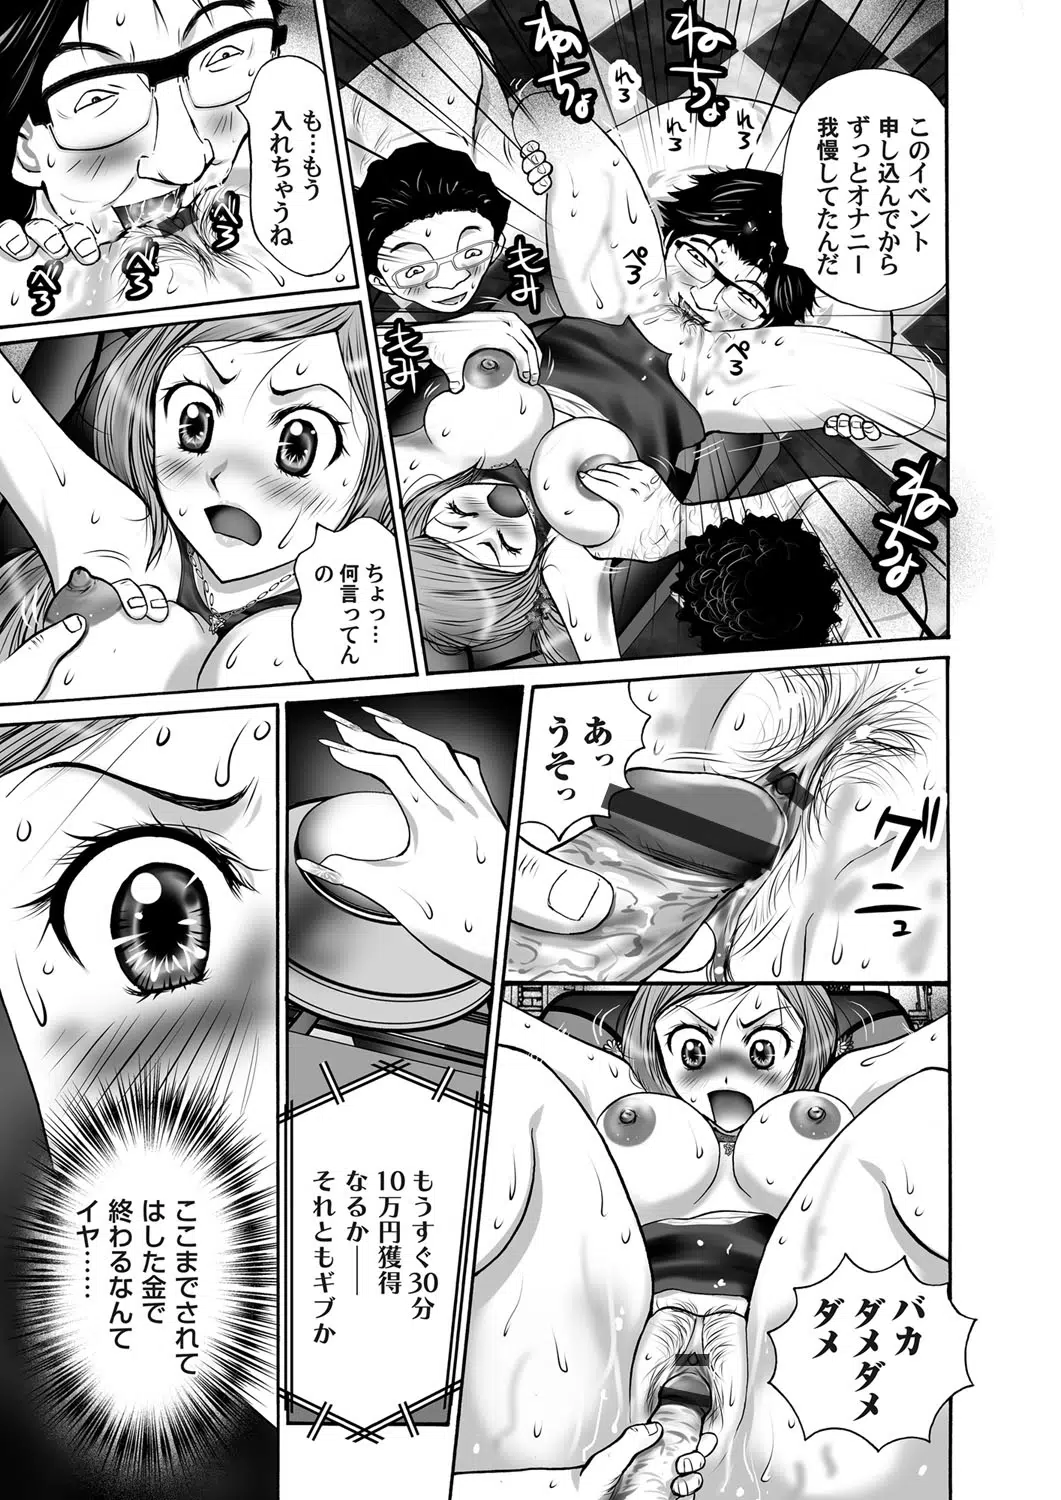 このイベント
申し込んでから
ずっとオナニー
我慢してたんだ
ねちょ
ねちょ
れろ
れろ
れろ
ぺろ
もみ
もみ
ねちょ
も…もう
入れちゃうね
べろ
べろ
べろ
ちょっ…
何言ってん
の
あっ
うそっ
グニュ
バカ
ダメダメ
ダメ
もうすぐ30分
10万円獲得
なるか――
それともギブか
ここまでされて
はした金で
終わるなんて
イヤ……